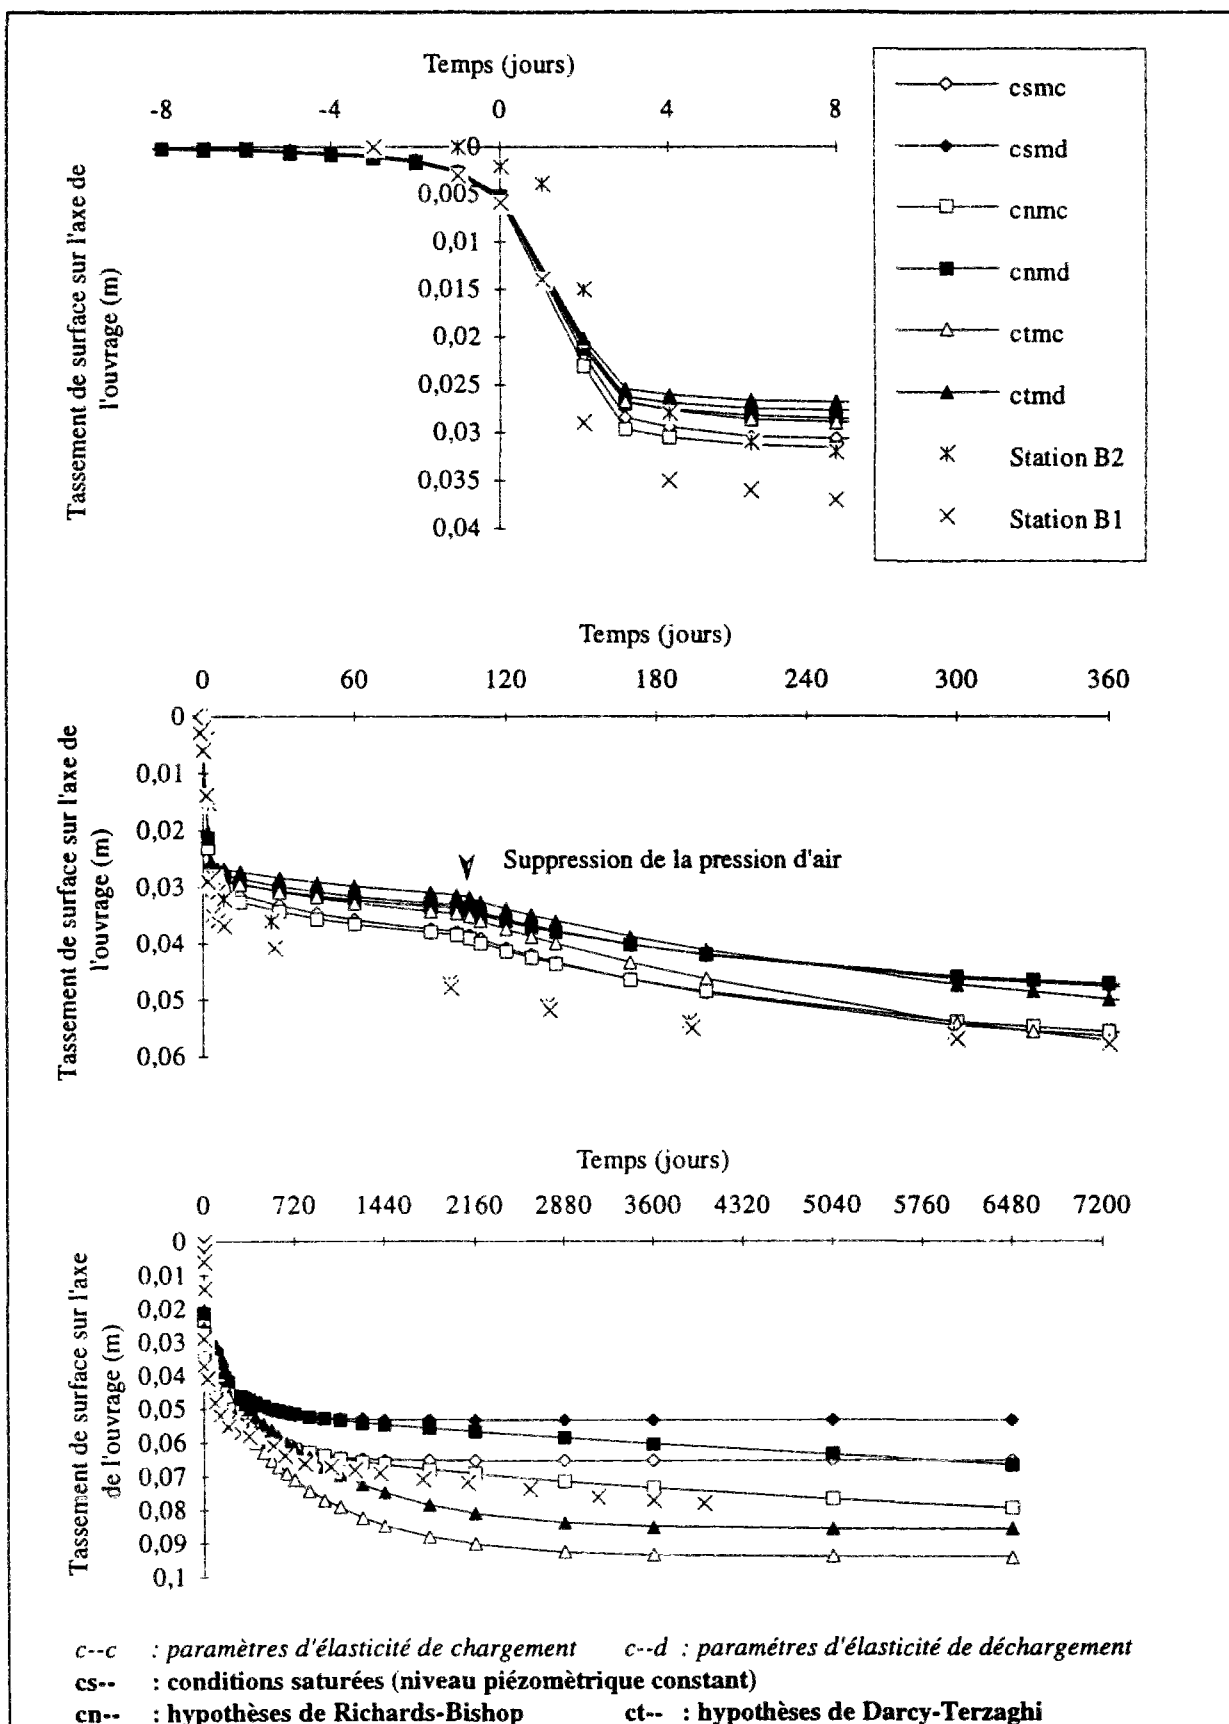 Temps (jours)
-8 -4 0 4 8
Tassement de surface sur l'axe de
l'ouvrage (m)
0
0,005
0,01
0,015
0,02
0,025
0,03
0,035
0,04
csmc
csmd
cnmc
cnmd
ctmc
ctmd
Station B2
Station B1
Temps (jours)
0 60 120 180 240 300 360
Tassement de surface sur l'axe de
l'ouvrage (m)
0
0,01
0,02
0,03
0,04
0,05
0,06
Suppression de la pression d'air
Temps (jours)
0 720 1440 2160 2880 3600 4320 5040 5760 6480 7200
Tassement de surface sur l'axe
de l'ouvrage (m)
0
0,01
0,02
0,03
0,04
0,05
0,06
0,07
0,08
0,09
0,1
c--c : paramètres d'élasticité de chargement c--d : paramétres d'élasticité de déchargement
cs-- : conditions saturées (niveau piézomètrique constant)
cn-- : hypothèses de Richards-Bishop ct-- : hypothèses de Darcy-Terzaghi